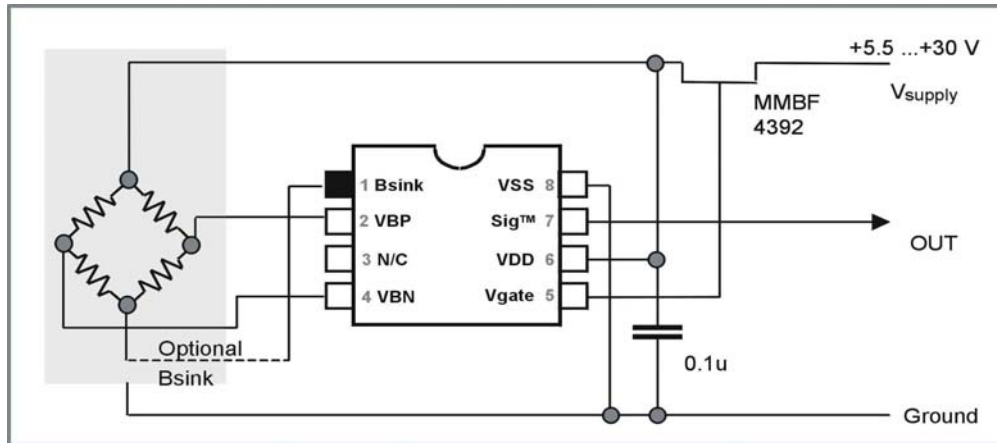 +5.5 ...+30 V
Vsupply
MMBF
4392
1 Bsink
VSS 8
2 VBP
Sig™ 7
OUT
3 N/C
VDD 6
4 VBN
Vgate 5
Optional
Bsink
0.1u
Ground